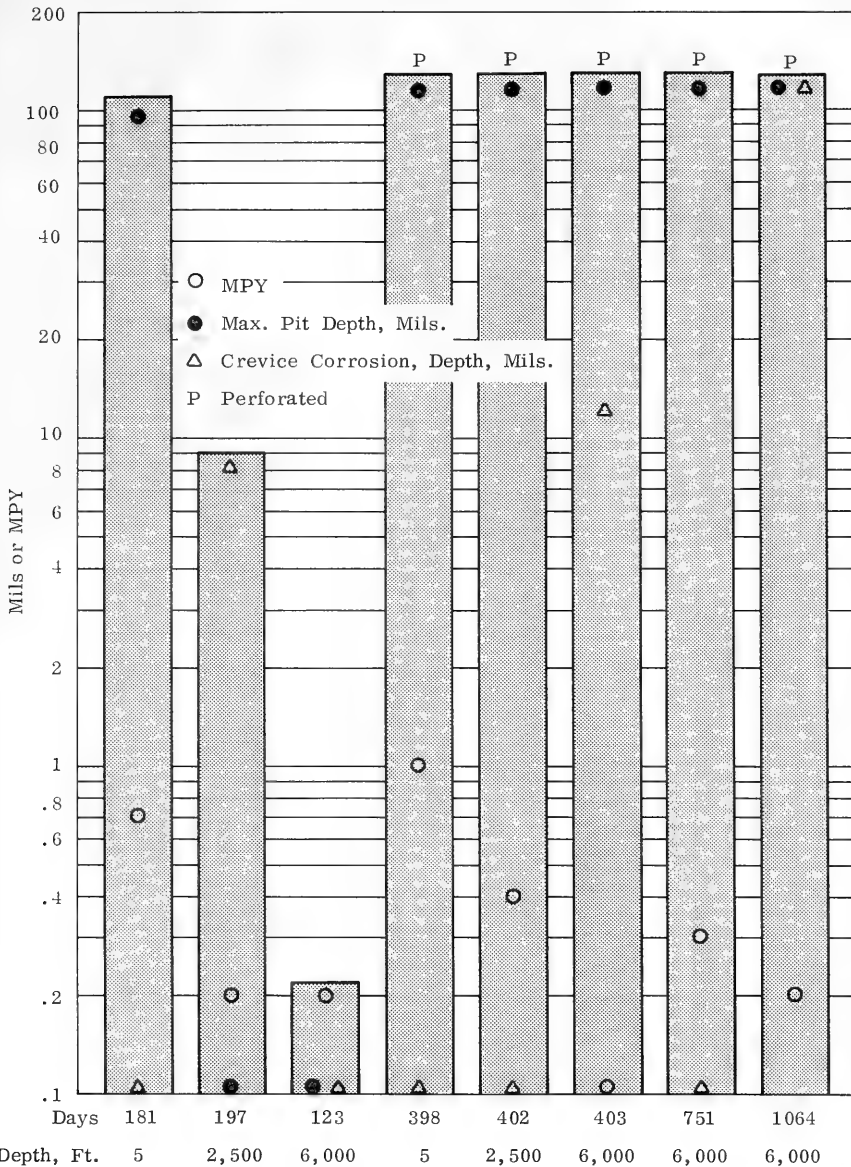 200
P P P P P
100
80
60
40
MPY
Max. Pit Depth, Mils.
20
Crevice Corrosion, Depth, Mils.
P Perforated
10
8
6
4
2
1
.8
.6
.4
.2
.1
Mils or MPY
Days 181 197 123 398 402 403 751 1064
Depth, Ft. 5 2,500 6,000 5 2,500 6,000 6,000 6,000